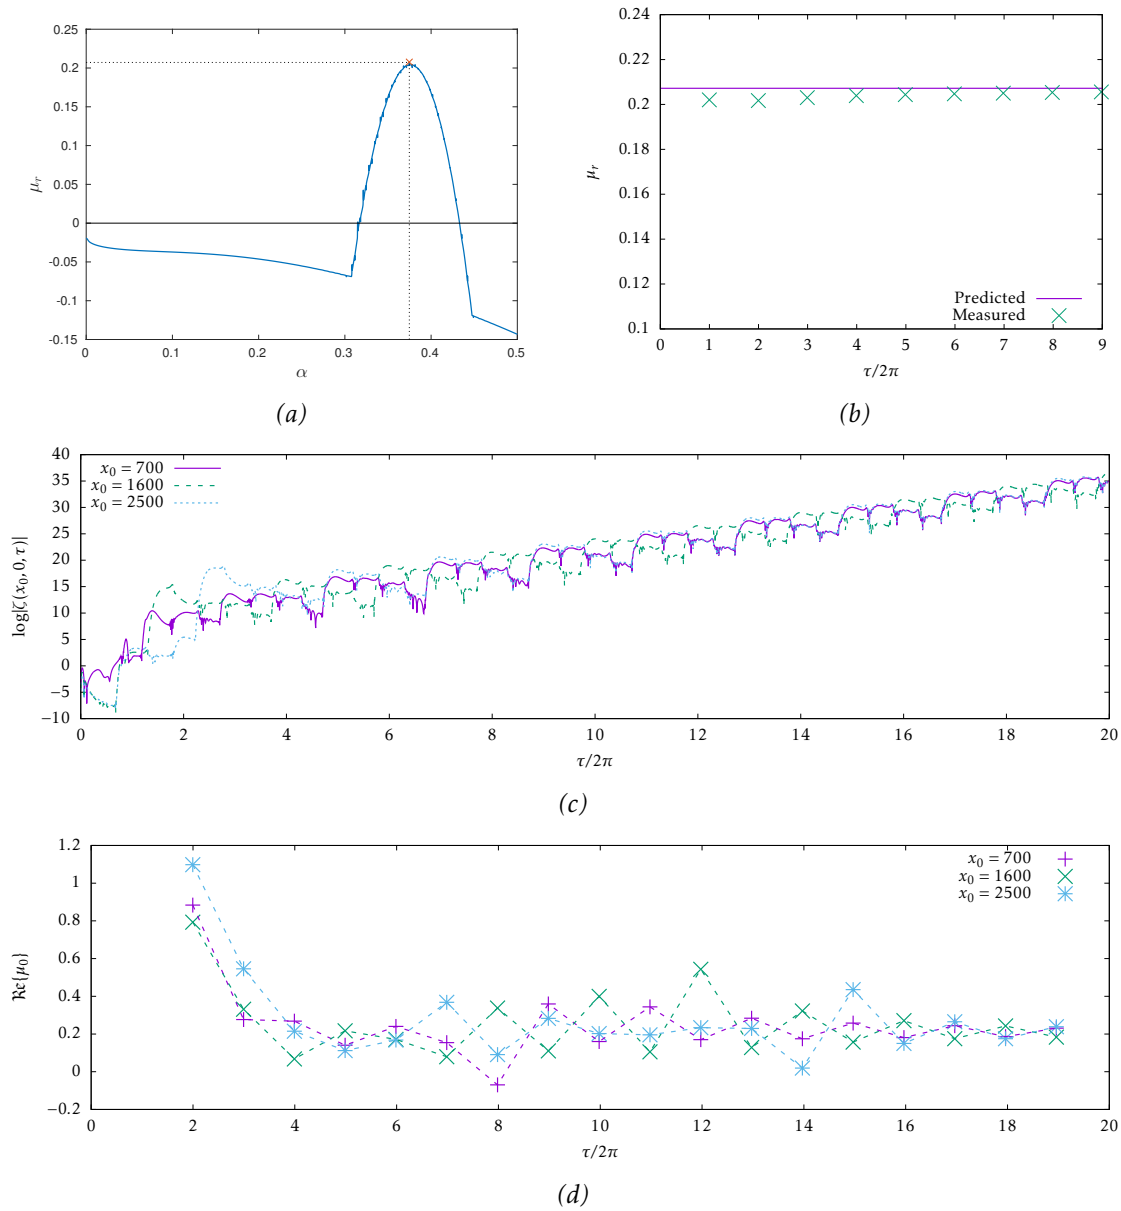 0.25
0.2
0.15
0.1
0.05
0
-0.05
-0.1
-0.15
μr
0 0.1 0.2 0.3 0.4 0.5
α
(a)
0.24
0.22
0.2
0.18
0.16
0.14
0.12
0.1
μr
Predicted
Measured
0 1 2 3 4 5 6 7 8 9
τ/2π
(b)
40
35
30
25
20
15
10
5
0
−5
−10
log|ζ(x0,0,τ)|
x0 = 700
x0 = 1600
x0 = 2500
0 2 4 6 8 10 12 14 16 18 20
τ/2π
(c)
1.2
1
0.8
0.6
0.4
0.2
0
−0.2
ℜe{μ0}
x0 = 700
x0 = 1600
x0 = 2500
0 2 4 6 8 10 12 14 16 18 20
τ/2π
(d)